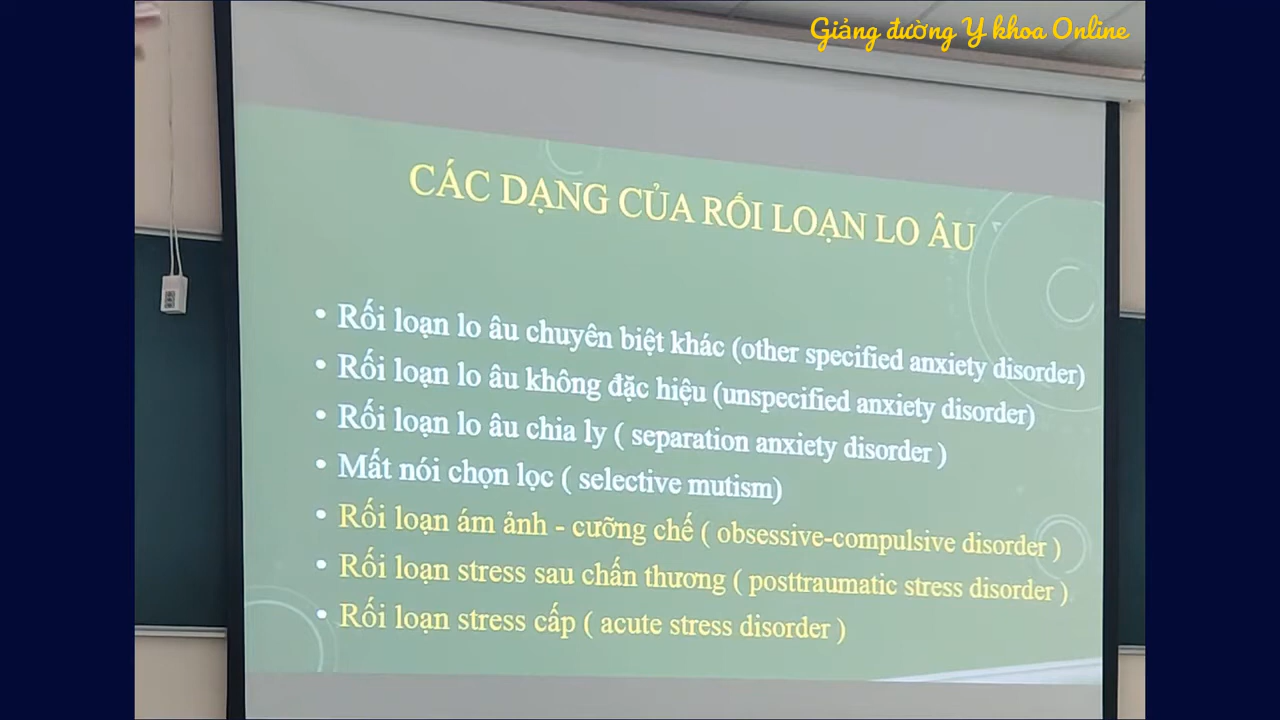 Giảng đường Y khoa Online
CÁC DẠNG CỦA RỐI LOẠN LO ÂU
• Rối loạn lo âu chuyên biệt khác (other specified anxiety disorder)
• Rối loạn lo âu không đặc hiệu (unspecified anxiety disorder)
• Rối loạn lo âu chia ly ( separation anxiety disorder )
• Mất nói chọn lọc ( selective mutism)
• Rối loạn ám ảnh - cưỡng chế ( obsessive-compulsive disorder )
• Rối loạn stress sau chấn thương ( posttraumatic stress disorder )
• Rối loạn stress cấp ( acute stress disorder )